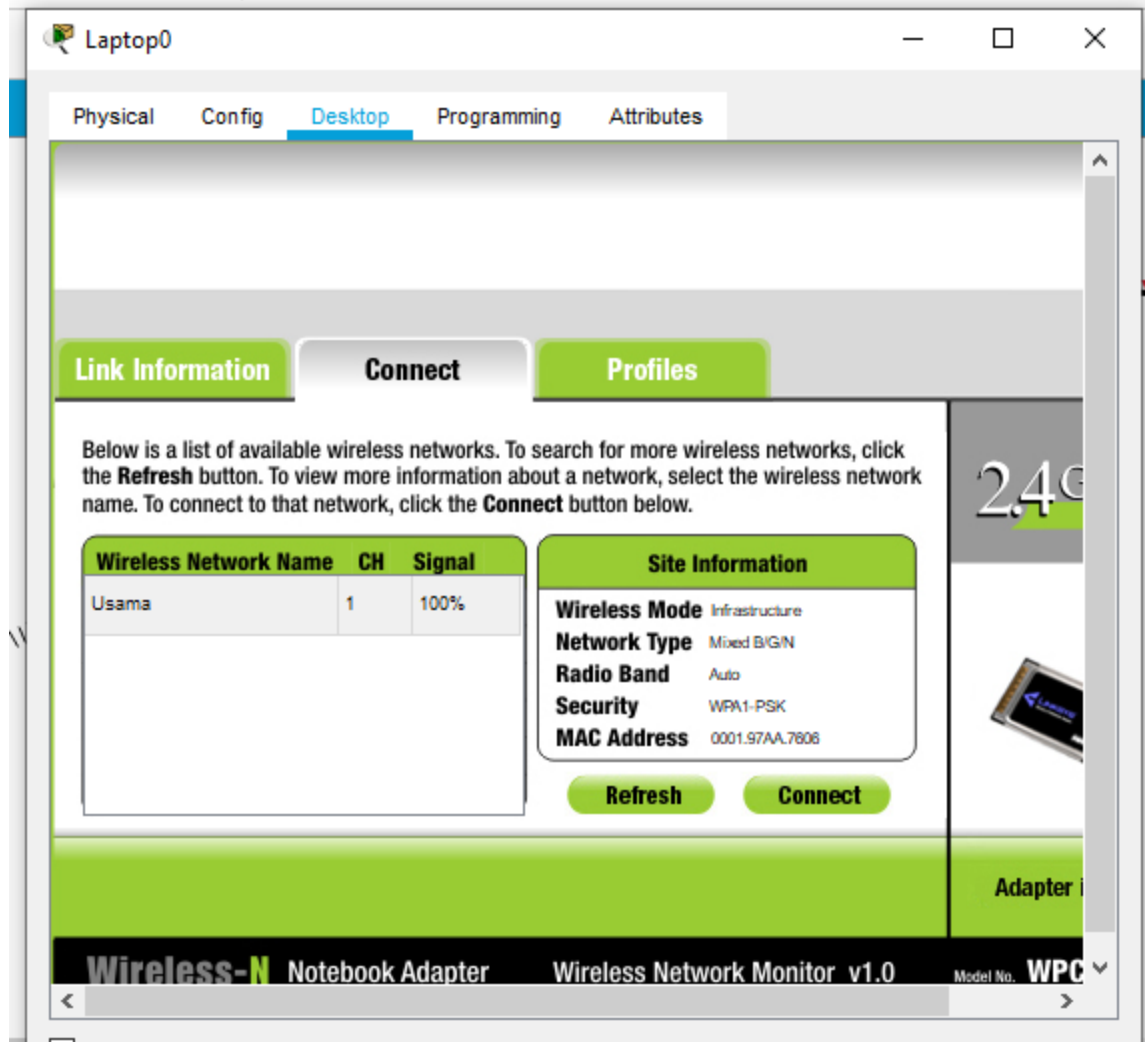 Laptop0
Physical Config Desktop Programming Attributes
Link Information Connect Profiles
Below is a list of available wireless networks. To search for more wireless networks, click
the Refresh button. To view more information about a network, select the wireless network
name. To connect to that network, click the Connect button below.
2.4G
Wireless Network Name CH Signal
Usama 1 100%
Site Information
Wireless Mode Infrastructure
Network Type Mixed B/G/N
Radio Band Auto
Security WPA1-PSK
MAC Address 0001.97AA.7606
Refresh Connect
Adapter i
Wireless-N Notebook Adapter Wireless Network Monitor v1.0 Model No. WPC